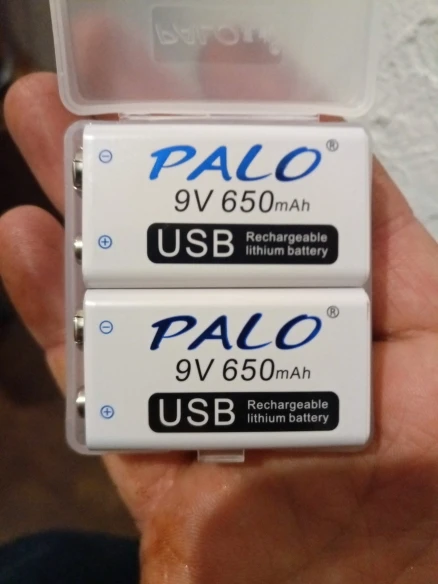 PALO®
9V 650mAh
USB Rechargeable
lithium battery
PALO®
9V 650mAh
USB Rechargeable
lithium battery